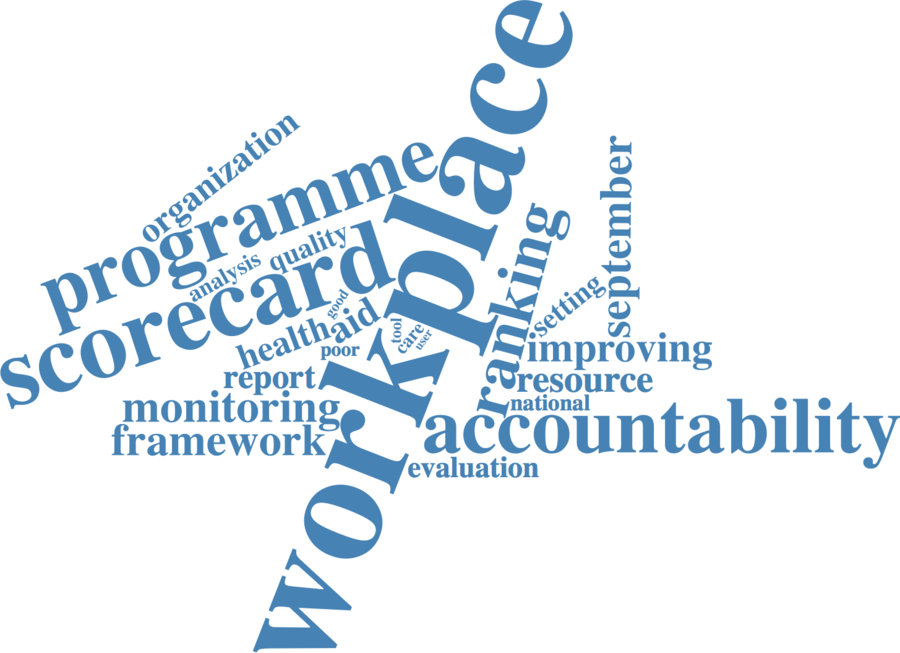 workplace
organization
programme
september
quality
analysis
scorecard
ranking
setting
good
aid
health
tool
care
user
poor
improving
report
resource
national
monitoring
accountability
framework
evaluation